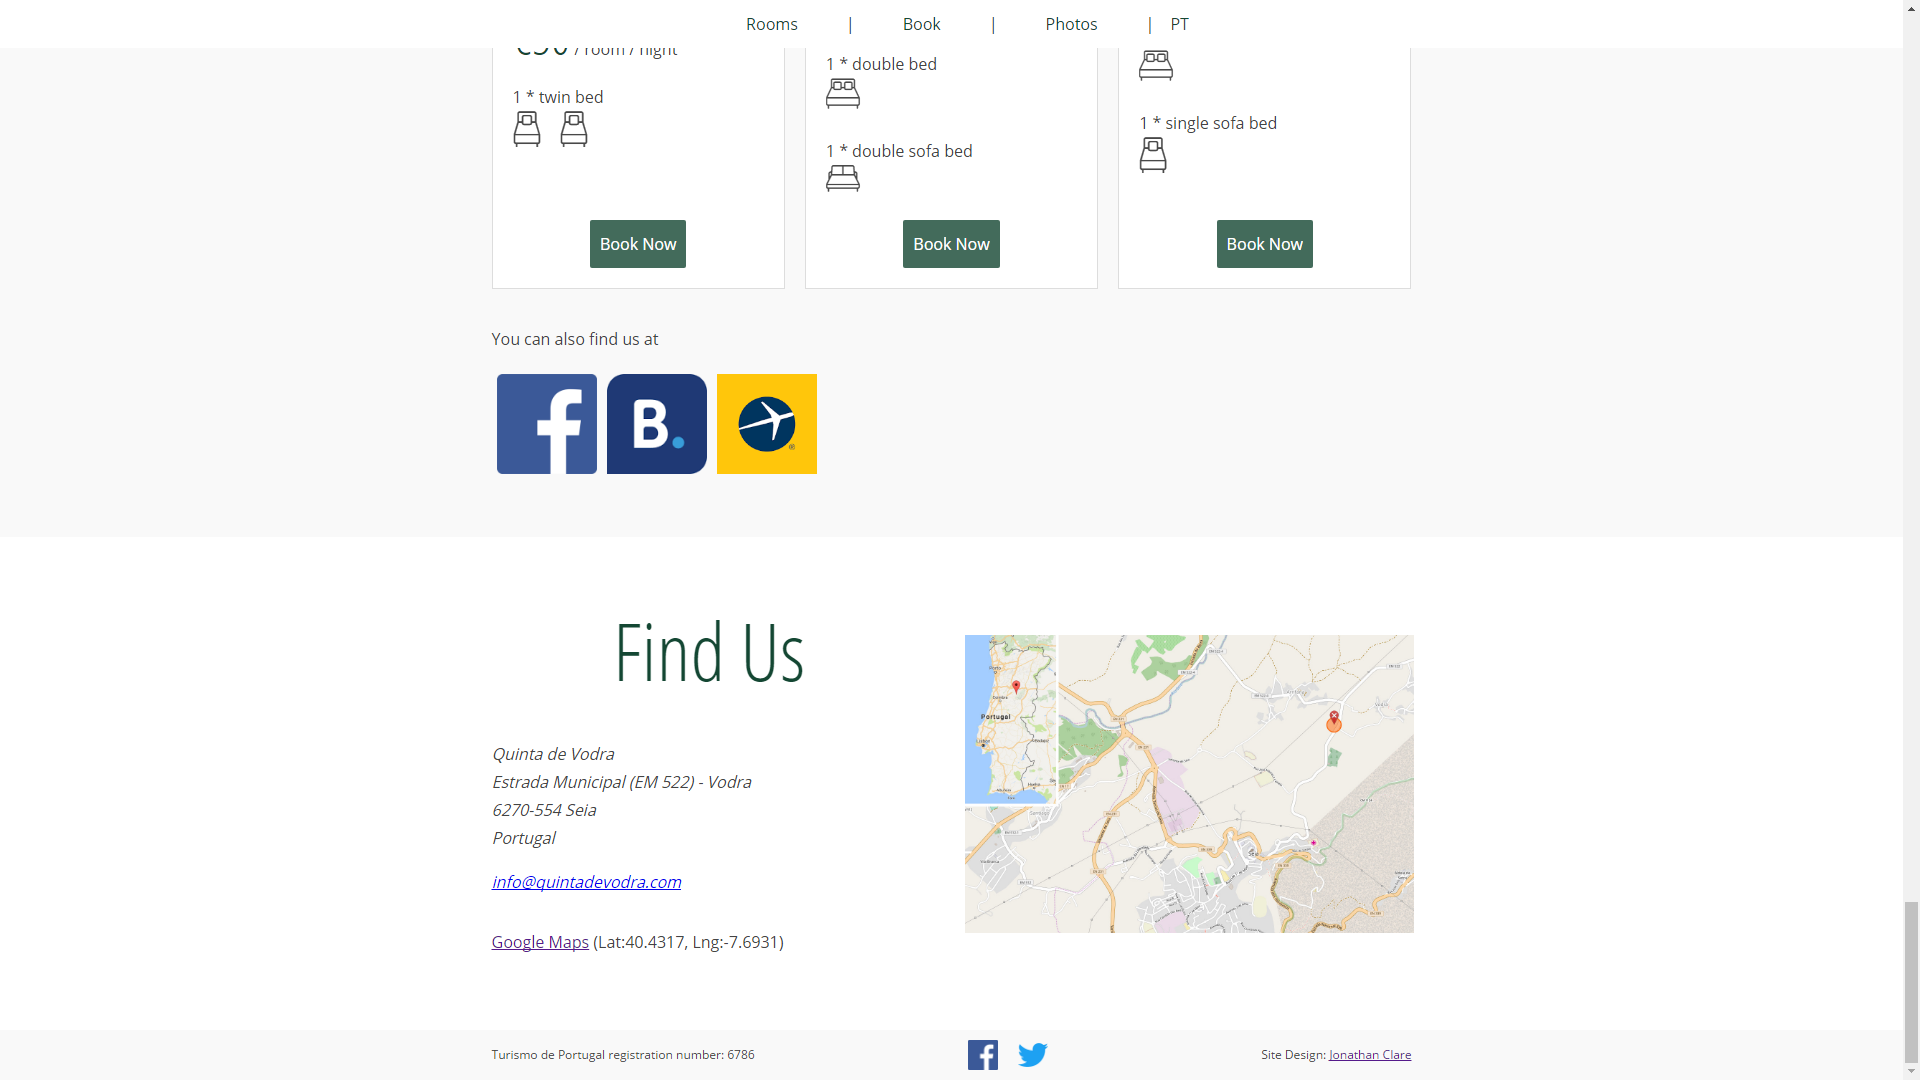 Rooms | Book | Photos | PT
/ room / night
1 * twin bed
1 * double bed
1 * double sofa bed
1 * single sofa bed
Book Now
Book Now
Book Now
You can also find us at
f
B.
Find Us
Portugal
Seia
Quinta de Vodra
Estrada Municipal (EM 522) - Vodra
6270-554 Seia
Portugal
info@quintadevodra.com
Google Maps (Lat:40.4317, Lng:-7.6931)
Turismo de Portugal registration number: 6786
f
Site Design: Jonathan Clare